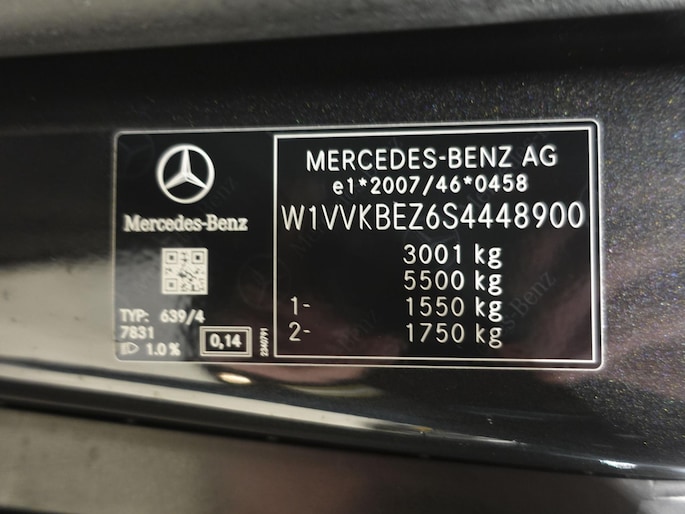 Mercedes-Benz
TYP: 639/4
7831
1.0 %
0,14
2340791
MERCEDES-BENZ AG
e1*2007/46*0458
W1VVKBEZ6S4448900
3001 kg
5500 kg
1- 1550 kg
2- 1750 kg